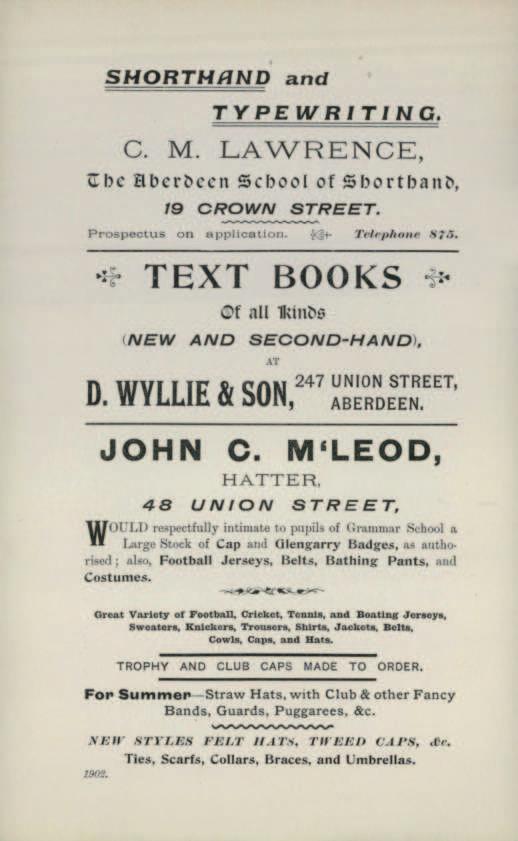 SHORTHAND and
TYPEWRITING.
C. M. LAWRENCE,
The Aberdeen School of Shorthand,
19 CROWN STREET.
Prospectus on application. Telephone 875.
TEXT BOOKS
Of all Kinds
(NEW AND SECOND-HAND),
AT
D. WYLLIE & SON, 247 UNION STREET,
ABERDEEN.
JOHN C. M‘LEOD,
HATTER,
48 UNION STREET,
WOULD respectfully intimate to pupils of Grammar School a
Large Stock of Cap and Glengarry Badges, as autho-
rised; also, Football Jerseys, Belts, Bathing Pants, and
Costumes.
Great Variety of Football, Cricket, Tennis, and Boating Jerseys,
Sweaters, Knickers, Trousers, Shirts, Jackets, Belts,
Cowls, Caps, and Hats.
TROPHY AND CLUB CAPS MADE TO ORDER.
For Summer—Straw Hats, with Club & other Fancy
Bands, Guards, Puggarees, &c.
NEW STYLES FELT HATS, TWEED CAPS, &c.
Ties, Scarfs, Collars, Braces, and Umbrellas.
1902.